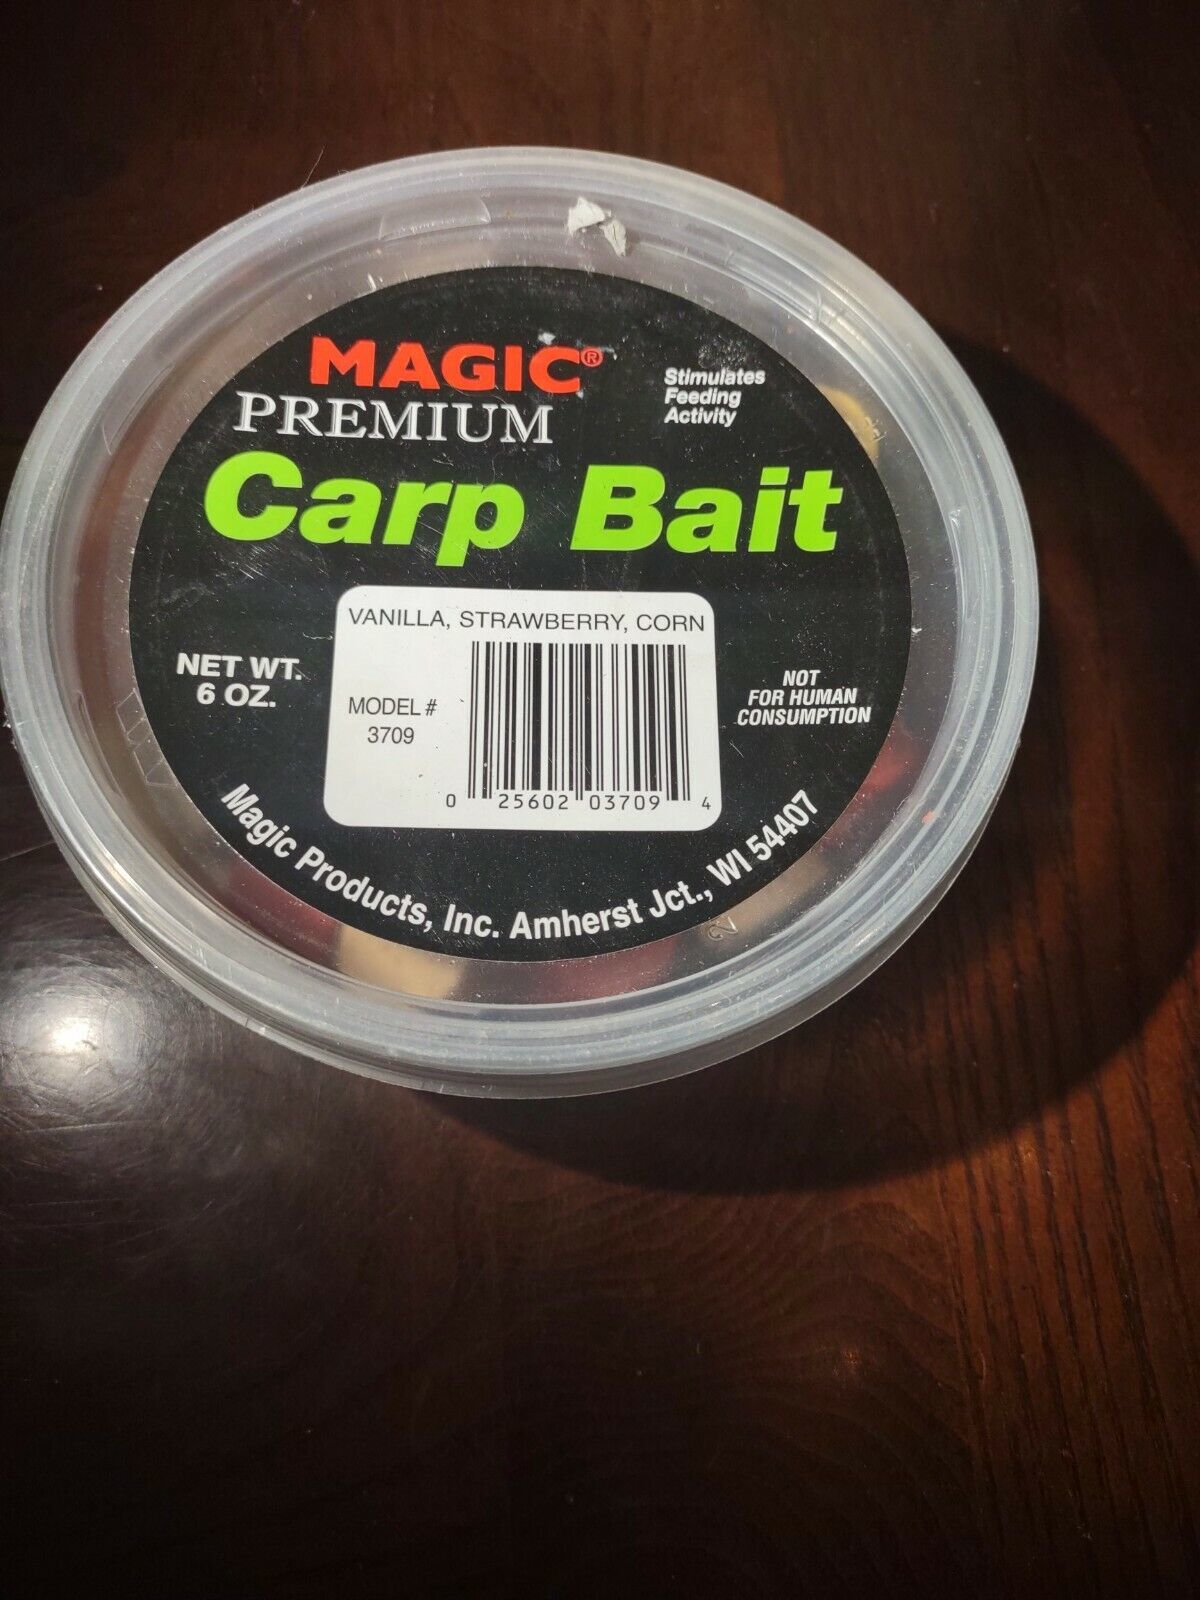 MAGIC®
PREMIUM
Stimulates
Feeding
Activity
Carp Bait
VANILLA, STRAWBERRY, CORN
NET WT.
6 OZ.
MODEL #
3709
0 25602 03709 4
NOT
FOR HUMAN
CONSUMPTION
Magic Products, Inc. Amherst Jct., WI 54407